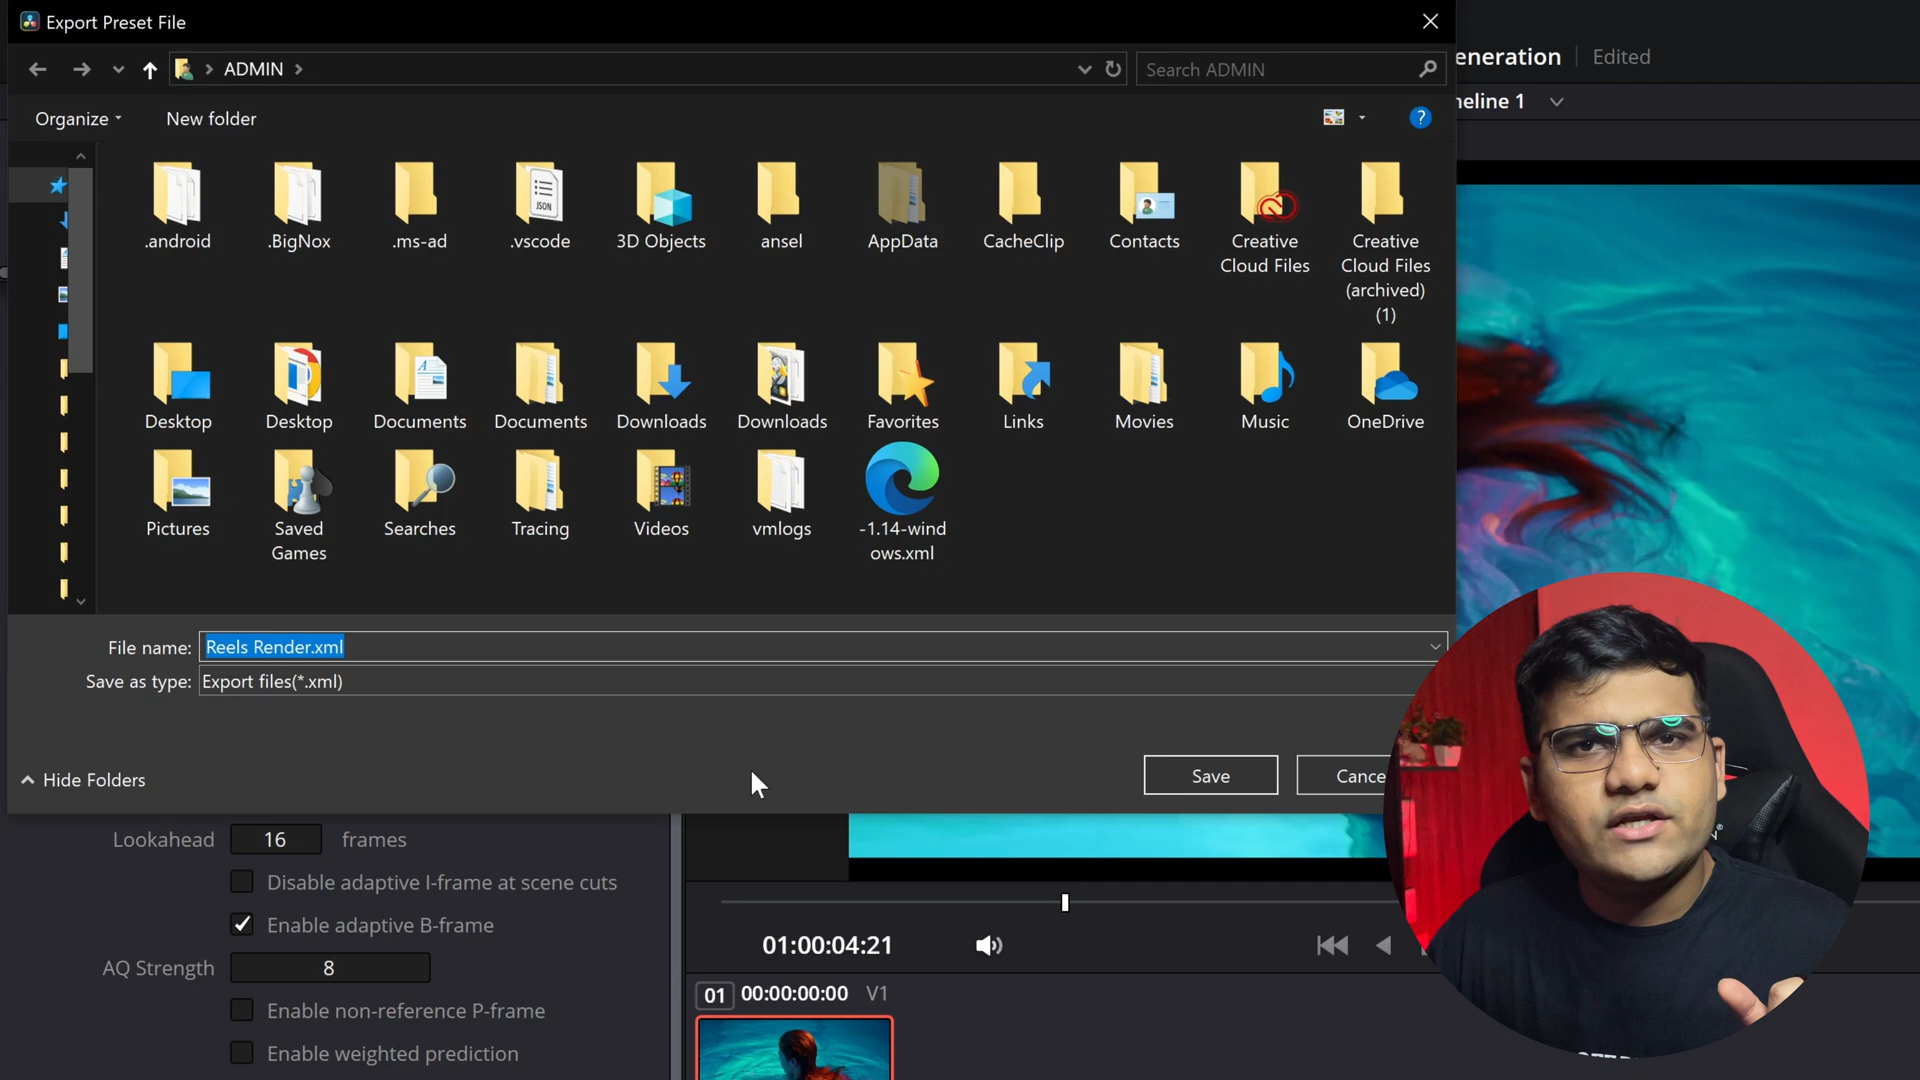 Export Preset File
ADMIN
Search ADMIN
eneration
Edited
neline 1
Organize
New folder
?
.android
.BigNox
.ms-ad
JSON
.vscode
3D Objects
ansel
AppData
CacheClip
Contacts
Creative
Cloud Files
Creative
Cloud Files
(archived)
(1)
Desktop
Desktop
Documents
Documents
Downloads
Downloads
Favorites
Links
Movies
Music
OneDrive
Pictures
Saved
Games
Searches
Tracing
Videos
vmlogs
-1.14-wind
ows.xml
File name: Reels Render.xml
Save as type: Export files(*.xml)
Hide Folders
Save
Cance
Lookahead 16 frames
Disable adaptive I-frame at scene cuts
Enable adaptive B-frame
AQ Strength 8
Enable non-reference P-frame
Enable weighted prediction
01:00:04:21
01 00:00:00:00 V1